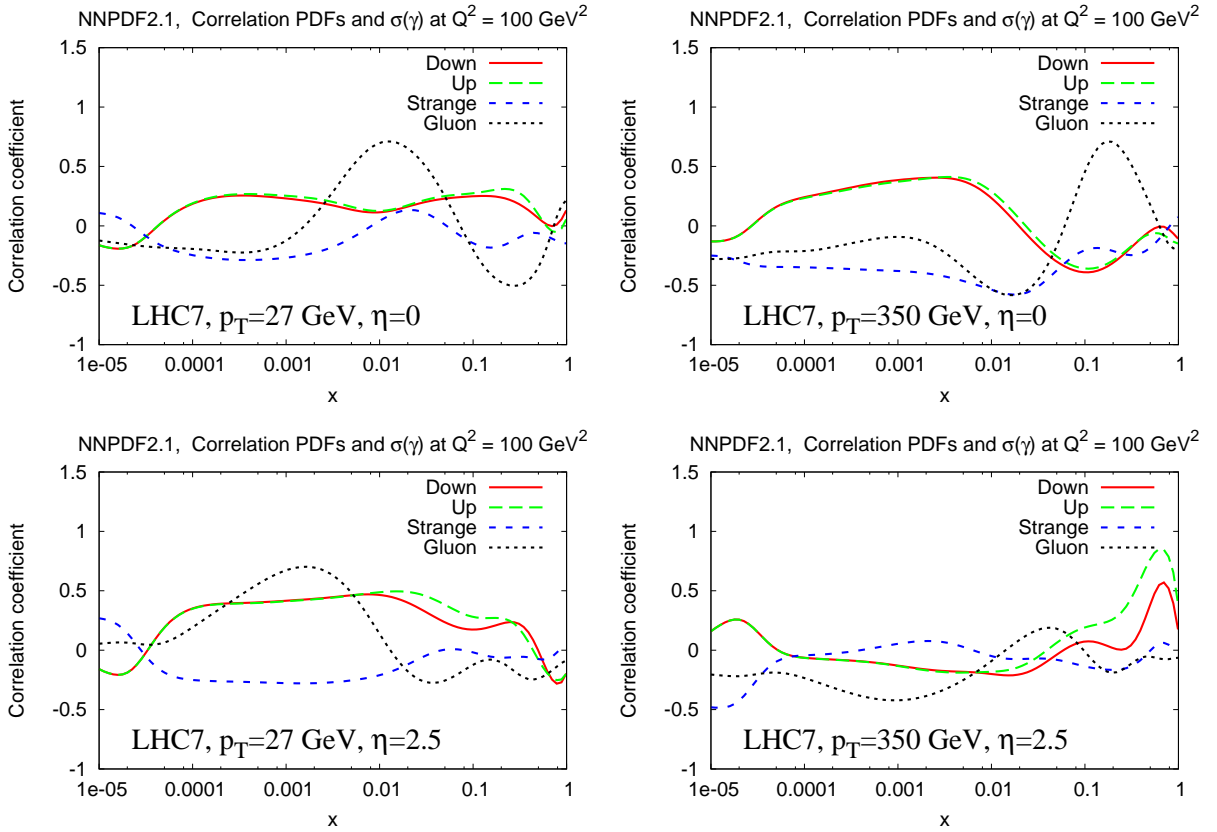 NNPDF2.1, Correlation PDFs and σ(γ) at Q² = 100 GeV²
Correlation coefficient
1.5
1
0.5
0
-0.5
-1
Down
Up
Strange
Gluon
LHC7, p_T=27 GeV, η=0
1e-05 0.0001 0.001 0.01 0.1 1
x
NNPDF2.1, Correlation PDFs and σ(γ) at Q² = 100 GeV²
Correlation coefficient
1.5
1
0.5
0
-0.5
-1
Down
Up
Strange
Gluon
LHC7, p_T=350 GeV, η=0
1e-05 0.0001 0.001 0.01 0.1 1
x
NNPDF2.1, Correlation PDFs and σ(γ) at Q² = 100 GeV²
Correlation coefficient
1.5
1
0.5
0
-0.5
-1
Down
Up
Strange
Gluon
LHC7, p_T=27 GeV, η=2.5
1e-05 0.0001 0.001 0.01 0.1 1
x
NNPDF2.1, Correlation PDFs and σ(γ) at Q² = 100 GeV²
Correlation coefficient
1.5
1
0.5
0
-0.5
-1
Down
Up
Strange
Gluon
LHC7, p_T=350 GeV, η=2.5
1e-05 0.0001 0.001 0.01 0.1 1
x